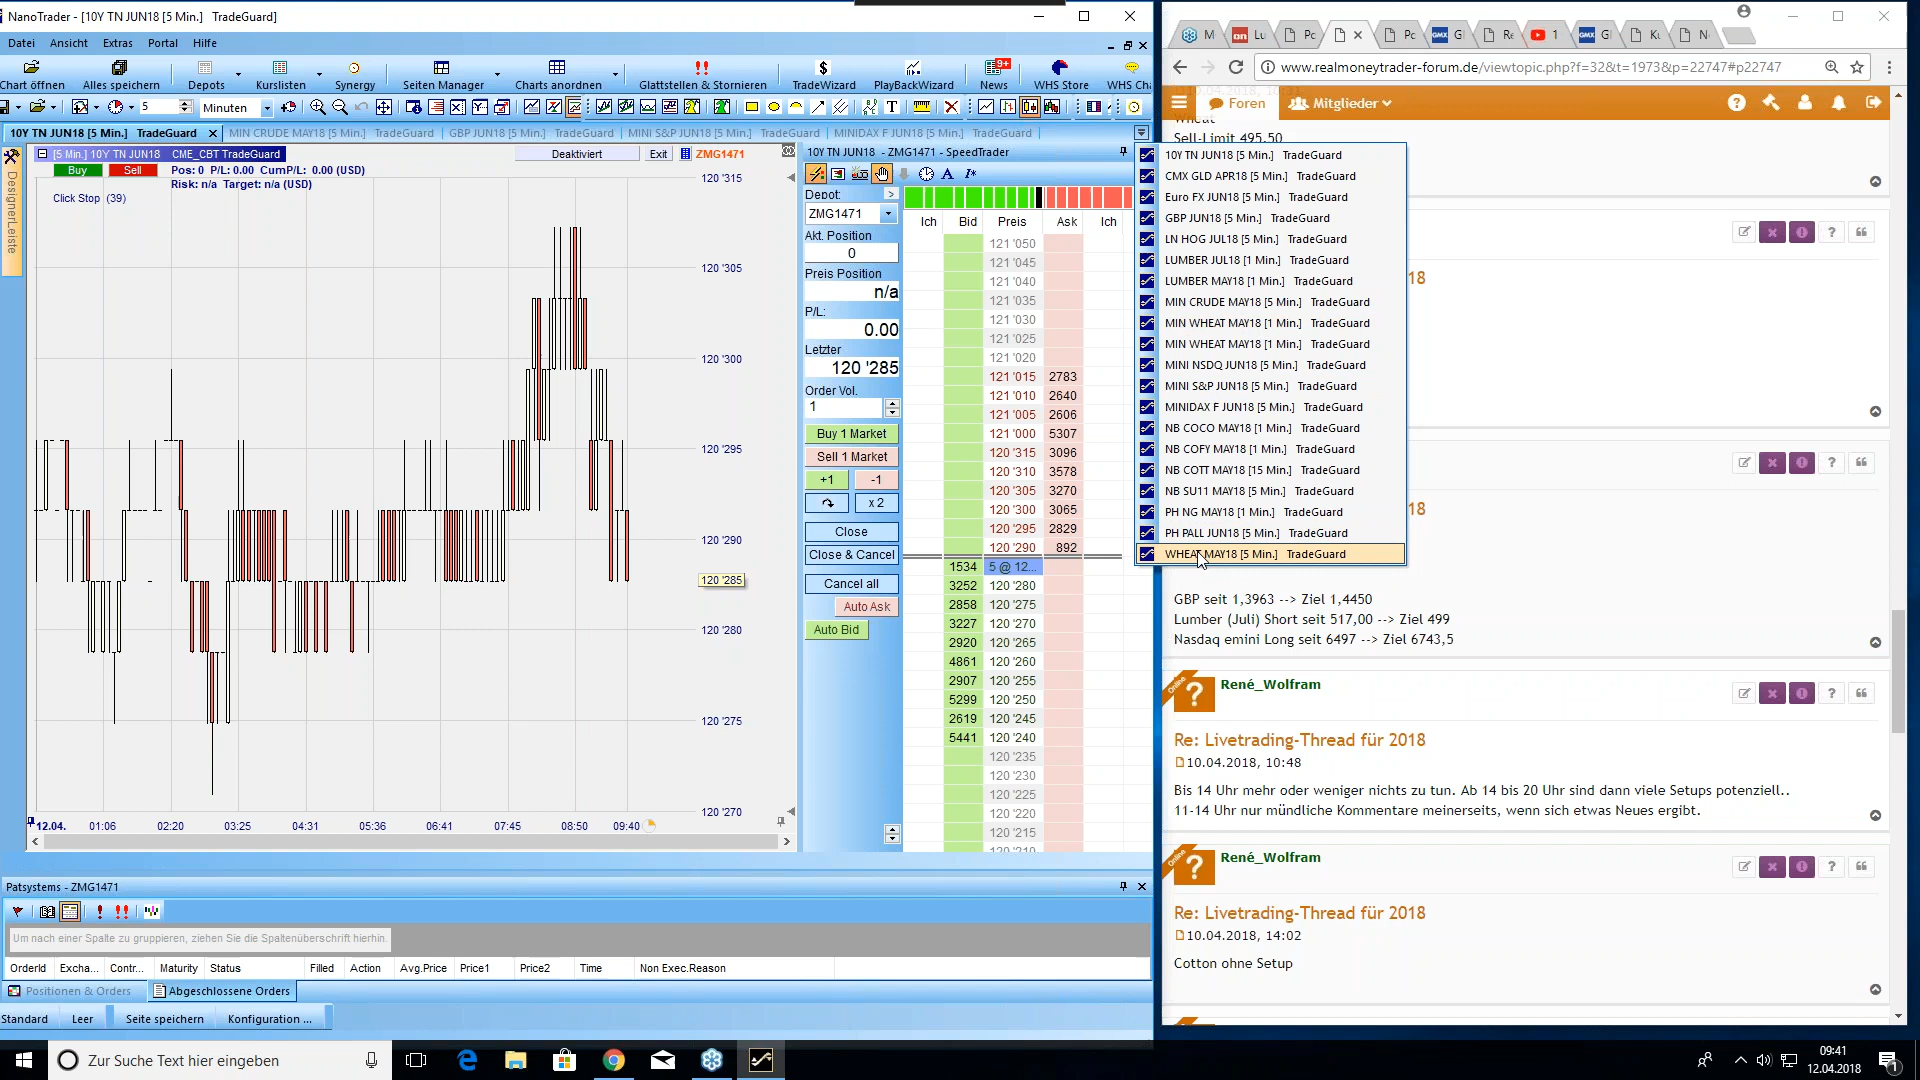 NanoTrader - [10Y TN JUN18 [5 Min.]   TradeGuard]
Datei Ansicht Extras Portal Hilfe
Chart öffnen Alles speichern Depots Kurslisten Synergy Seiten Manager Charts anordnen Glattstellen & Stornieren TradeWizard PlayBackWizard News WHS Store
9+
5 Minuten
10Y TN JUN18 [5 Min.]   TradeGuard
MIN CRUDE MAY18 [5 Min.]   TradeGuard
GBP JUN18 [5 Min.]   TradeGuard
MINI S&P JUN18 [5 Min.]   TradeGuard
MINIDAX F JUN18 [5 Min.]   TradeGuard
DesignerLeiste
[5 Min.] 10Y TN JUN18   CME_CBT TradeGuard
Deaktiviert
Exit
ZMG1471
Buy Sell Pos: 0  P/L: 0.00  CumP/L:  0.00 (USD)
Risk: n/a  Target: n/a (USD)
Click Stop  (39)
120 '315
120 '305
120 '300
120 '295
120 '290
120 '285
120 '280
120 '275
120 '270
12.04. 01:06 02:20 03:25 04:31 05:36 06:41 07:45 08:50 09:40
10Y TN JUN18  - ZMG1471 - SpeedTrader
Depot:
ZMG1471
Akt. Position
0
Preis Position
n/a
P/L:
0.00
Letzter
120 '285
Order Vol.
1
Buy 1 Market
Sell 1 Market
+1 -1
x 2
Close
Close & Cancel
Cancel all
Auto Ask
Auto Bid
Ich Bid Preis Ask Ich
121 '050
121 '045
121 '040
121 '035
121 '030
121 '025
121 '020
121 '015 2783
121 '010 2640
121 '005 2606
121 '000 5307
120 '315 3096
120 '310 3578
120 '305 3270
120 '300 3065
120 '295 2829
120 '290 892
1534 5 @ 12...
3252 120 '280
2858 120 '275
3227 120 '270
2920 120 '265
4861 120 '260
2907 120 '255
5299 120 '250
2619 120 '245
5441 120 '240
120 '235
120 '230
120 '225
120 '220
120 '215
120 '210
10Y TN JUN18 [5 Min.]   TradeGuard
CMX GLD APR18 [5 Min.]   TradeGuard
Euro FX JUN18 [5 Min.]   TradeGuard
GBP JUN18 [5 Min.]   TradeGuard
LN HOG JUL18 [5 Min.]   TradeGuard
LUMBER JUL18 [1 Min.]   TradeGuard
LUMBER MAY18 [1 Min.]   TradeGuard
MIN CRUDE MAY18 [5 Min.]   TradeGuard
MIN WHEAT MAY18 [1 Min.]   TradeGuard
MIN WHEAT MAY18 [1 Min.]   TradeGuard
MINI NSDQ JUN18 [5 Min.]   TradeGuard
MINI S&P JUN18 [5 Min.]   TradeGuard
MINIDAX F JUN18 [5 Min.]   TradeGuard
NB COCO MAY18 [1 Min.]   TradeGuard
NB COFY MAY18 [1 Min.]   TradeGuard
NB COTT MAY18 [15 Min.]   TradeGuard
NB SU11 MAY18 [5 Min.]   TradeGuard
PH NG MAY18 [1 Min.]   TradeGuard
PH PALL JUN18 [5 Min.]   TradeGuard
WHEAT MAY18 [5 Min.]   TradeGuard
Patsystems - ZMG1471
Um nach einer Spalte zu gruppieren, ziehen Sie die Spaltenüberschrift hierhin.
OrderId Excha... Contr... Maturity Status Filled Action Avg.Price Price1 Price2 Time Non Exec.Reason
Positionen & Orders Abgeschlossene Orders
Standard Leer Seite speichern Konfiguration ...
www.realmoneytrader-forum.de/viewtopic.php?f=32&t=1973&p=22747#p22747
Foren Mitglieder
Wheat
Sell-Limit 495.50
18
18
GBP seit 1,3963 --> Ziel 1,4450
Lumber (Juli) Short seit 517,00 --> Ziel 499
Nasdaq emini Long seit 6497 --> Ziel 6743,5
Online
René_Wolfram
Re: Livetrading-Thread für 2018
10.04.2018, 10:48
Bis 14 Uhr mehr oder weniger nichts zu tun. Ab 14 bis 20 Uhr sind dann viele Setups potenziell..
11-14 Uhr nur mündliche Kommentare meinerseits, wenn sich etwas Neues ergibt.
Online
René_Wolfram
Re: Livetrading-Thread für 2018
10.04.2018, 14:02
Cotton ohne Setup
Zur Suche Text hier eingeben
09:41
12.04.2018
1